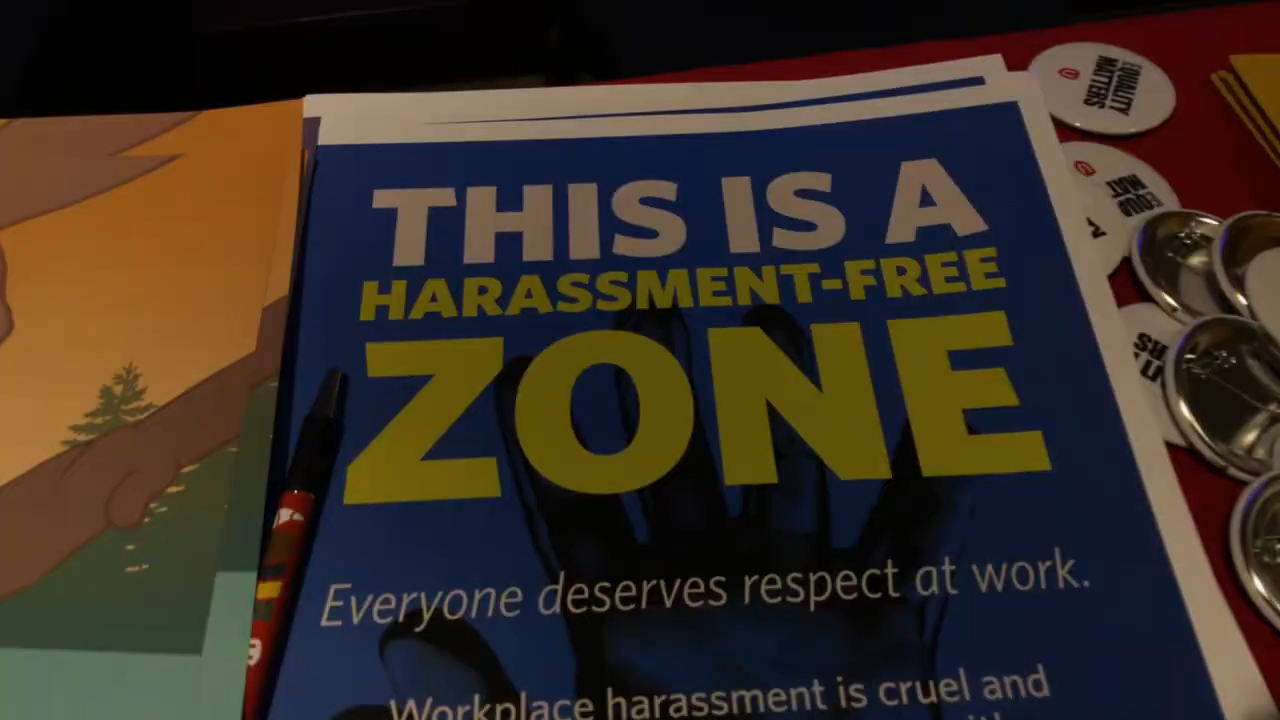 THIS IS A
HARASSMENT-FREE
ZONE
Everyone deserves respect at work.
Workplace harassment is cruel and
EQUALITY
MATTERS